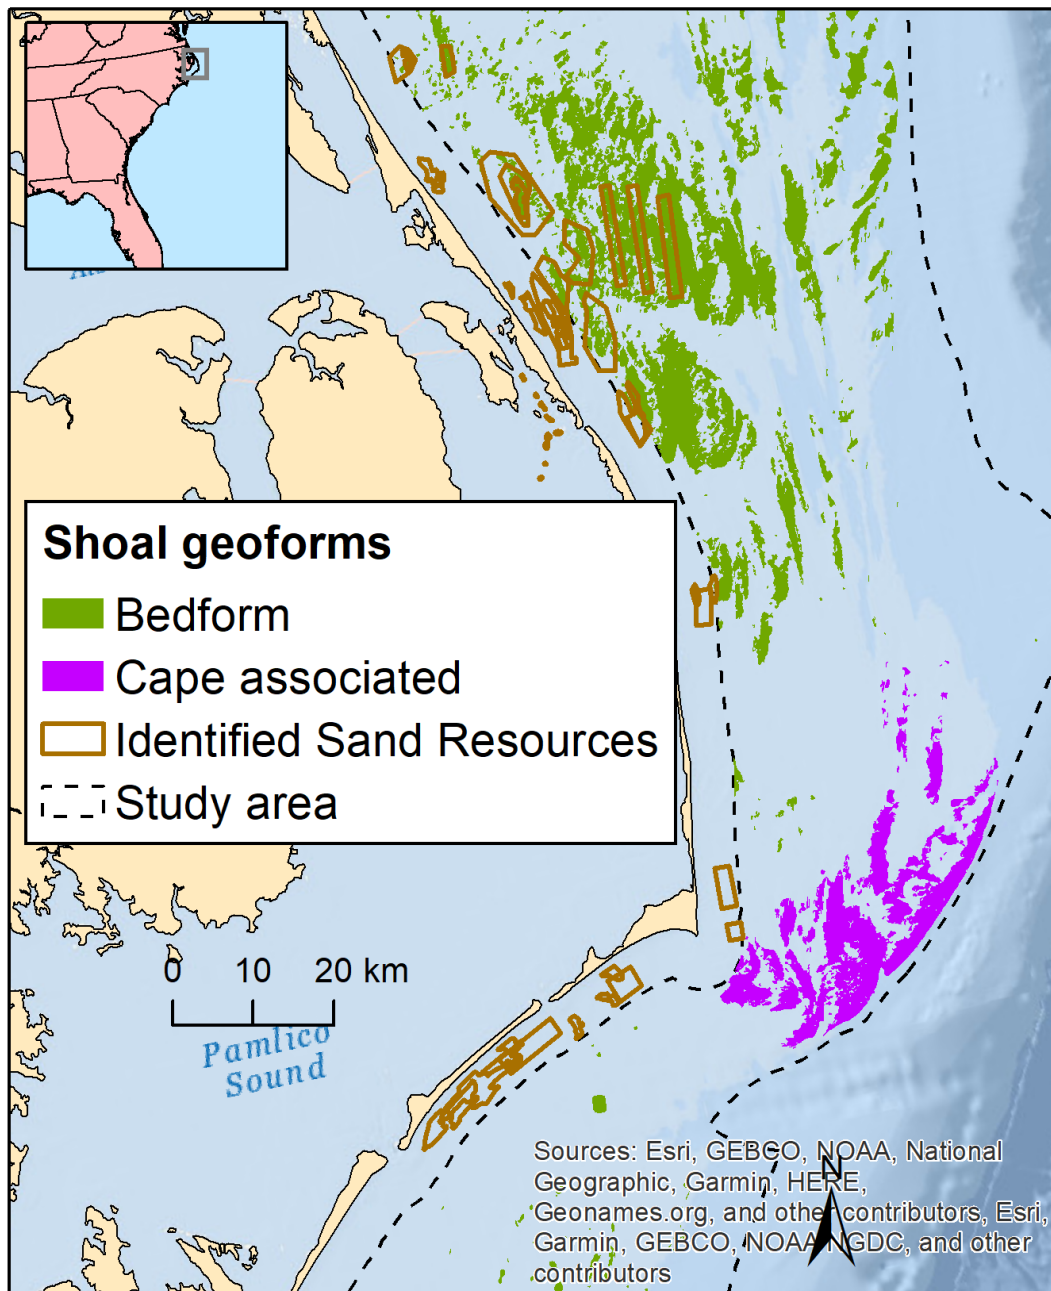 Shoal geoforms
Bedform
Cape associated
Identified Sand Resources
Study area
0 10 20 km
Pamlico
Sound
Sources: Esri, GEBCO, NOAA, National
Geographic, Garmin, HERE,
Geonames.org, and other contributors, Esri,
Garmin, GEBCO, NOAA NGDC, and other
contributors
N